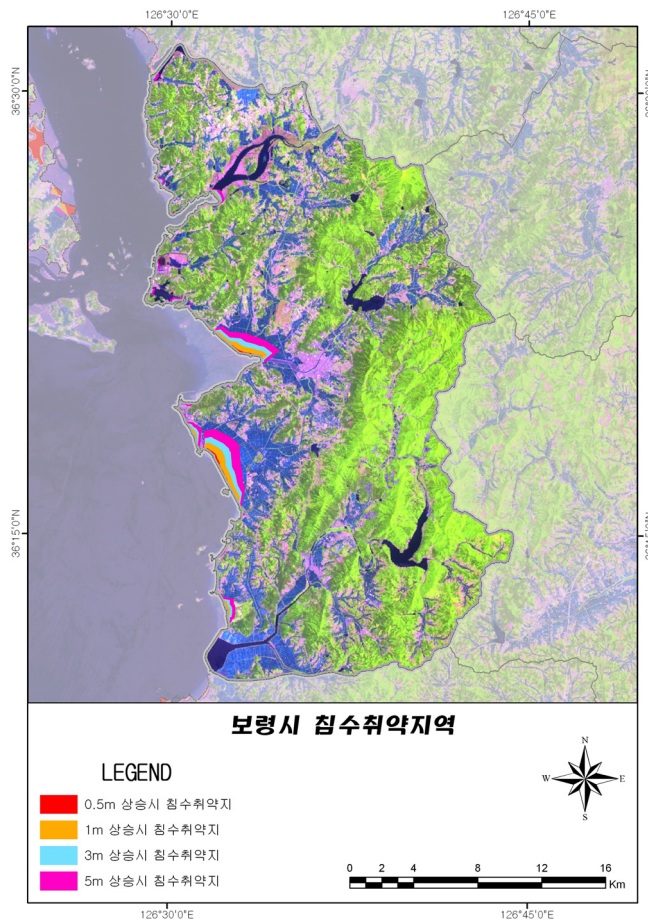 126°30'0"E
126°45'0"E
36°30'0"N
36°15'0"N
보령시 침수취약지역
LEGEND
0.5m 상승시 침수취약지
1m 상승시 침수취약지
3m 상승시 침수취약지
5m 상승시 침수취약지
N
W
E
S
0 2 4 8 12 16
Km
126°30'0"E
126°45'0"E